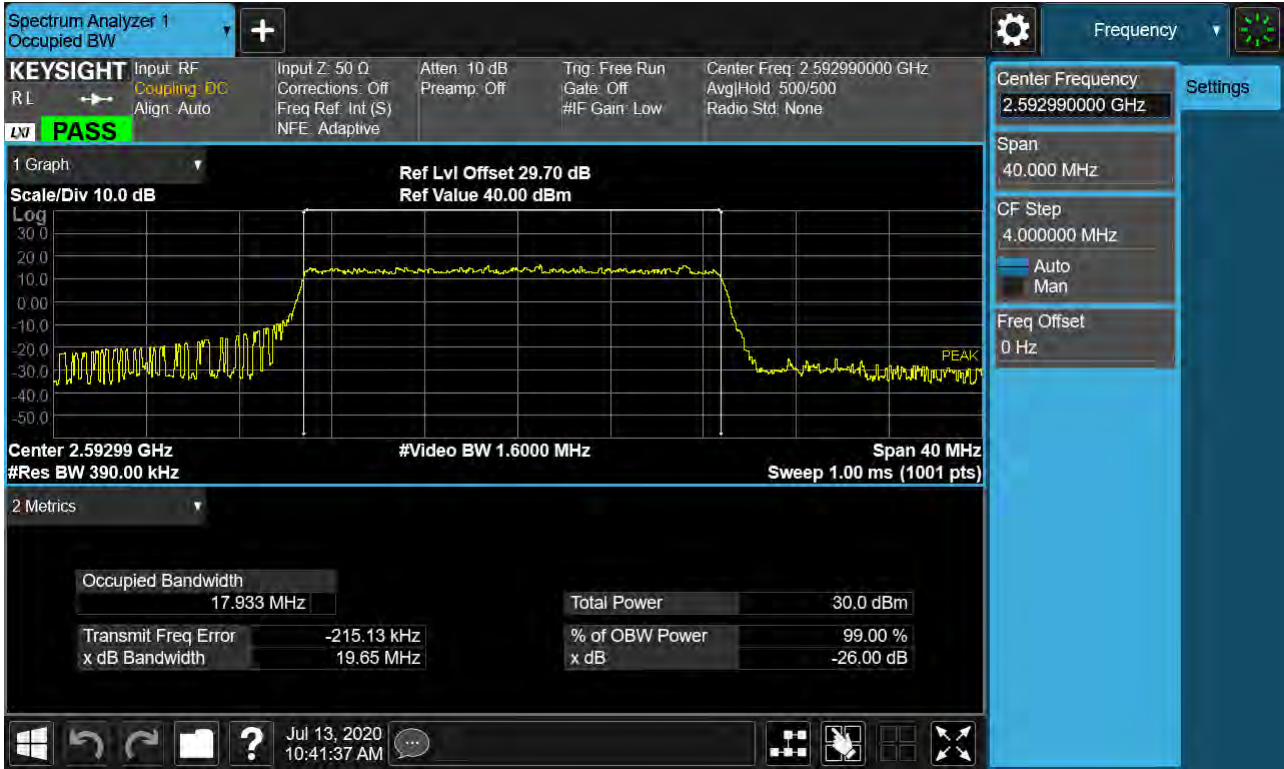 Spectrum Analyzer 1
Occupied BW
+
Frequency
KEYSIGHT
RL
LXI
PASS
Input: RF
Coupling: DC
Align: Auto
Input Z: 50 Ω
Corrections: Off
Freq Ref: Int (S)
NFE: Adaptive
Atten: 10 dB
Preamp: Off
Trig: Free Run
Gate: Off
#IF Gain: Low
Center Freq: 2.592990000 GHz
Avg|Hold: 500/500
Radio Std: None
Center Frequency
2.592990000 GHz
Settings
Span
40.000 MHz
CF Step
4.000000 MHz
Auto
Man
Freq Offset
0 Hz
1 Graph
Scale/Div 10.0 dB
Ref Lvl Offset 29.70 dB
Ref Value 40.00 dBm
Log
30.0
20.0
10.0
0.00
-10.0
-20.0
-30.0
-40.0
-50.0
PEAK
Center 2.59299 GHz
#Video BW 1.6000 MHz
Span 40 MHz
#Res BW 390.00 kHz
Sweep 1.00 ms (1001 pts)
2 Metrics
Occupied Bandwidth
17.933 MHz
Total Power 30.0 dBm
Transmit Freq Error -215.13 kHz
% of OBW Power 99.00 %
x dB Bandwidth 19.65 MHz
x dB -26.00 dB
?
Jul 13, 2020
10:41:37 AM